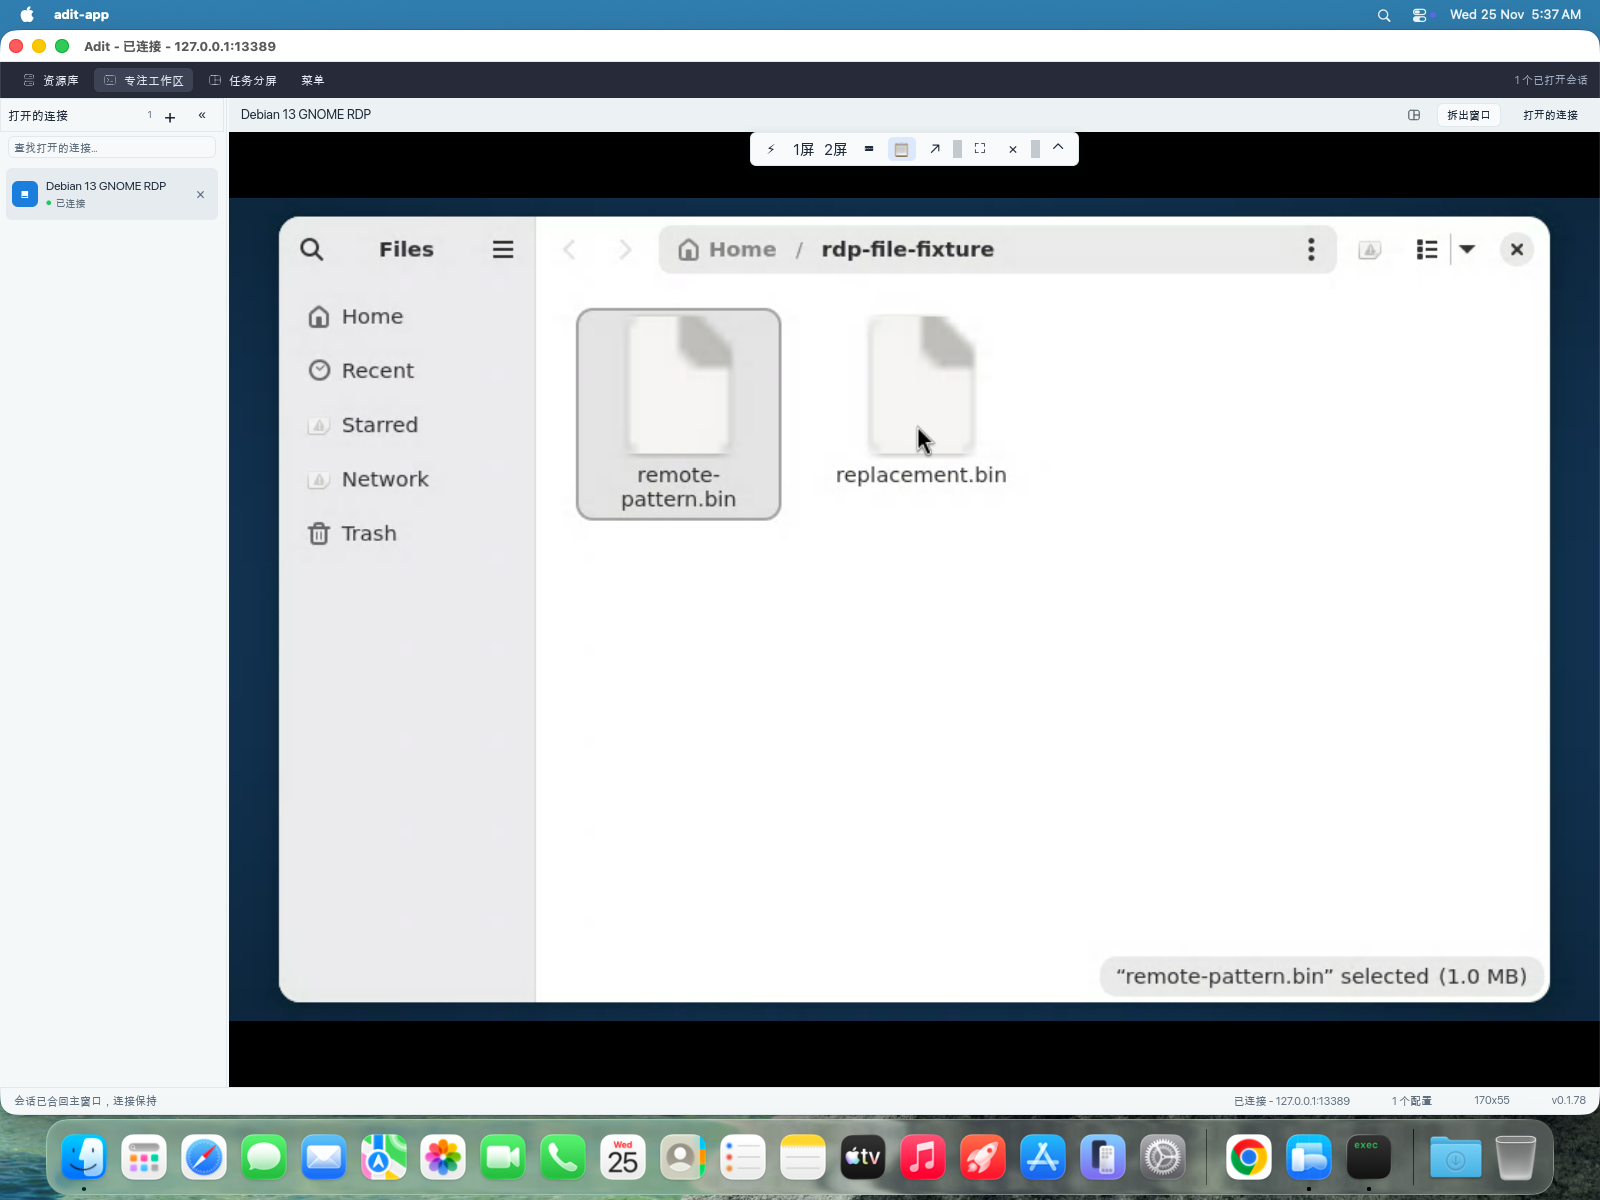 adit-app
Wed 25 Nov 5:37 AM
Adit - 已连接 - 127.0.0.1:13389
资源库
专注工作区
任务分屏
菜单
1 个已打开会话
打开的连接
1
Debian 13 GNOME RDP
拆出窗口
打开的连接
查找打开的连接...
1屏 2屏
Debian 13 GNOME RDP
已连接
Files
Home / rdp-file-fixture
Home
Recent
Starred
Network
Trash
remote-
pattern.bin
replacement.bin
“remote-pattern.bin” selected (1.0 MB)
会话已合回主窗口，连接保持
已连接 - 127.0.0.1:13389
1 个配置
170x55
v0.1.78
Wed
25
tv
exec